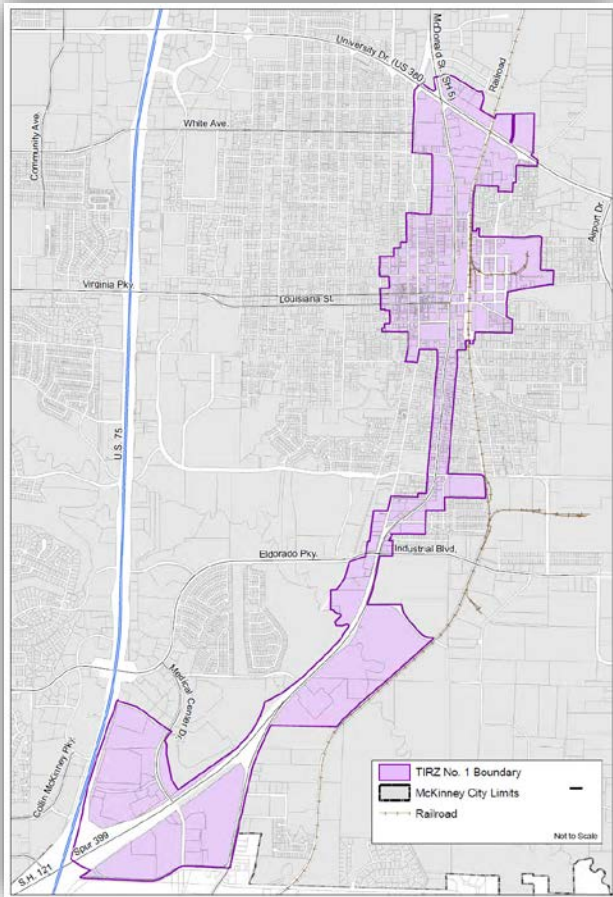 University Dr. (US 380)
McDonald St. (SH 5)
Railroad
White Ave.
Community Ave.
Airport Dr.
Virginia Pky.
Louisiana St.
U.S. 75
Eldorado Pky.
Industrial Blvd.
Medical Center Dr.
Collin McKinney Pky.
Spur 399
S.H. 121
TIRZ No. 1 Boundary
McKinney City Limits
Railroad
Not to Scale